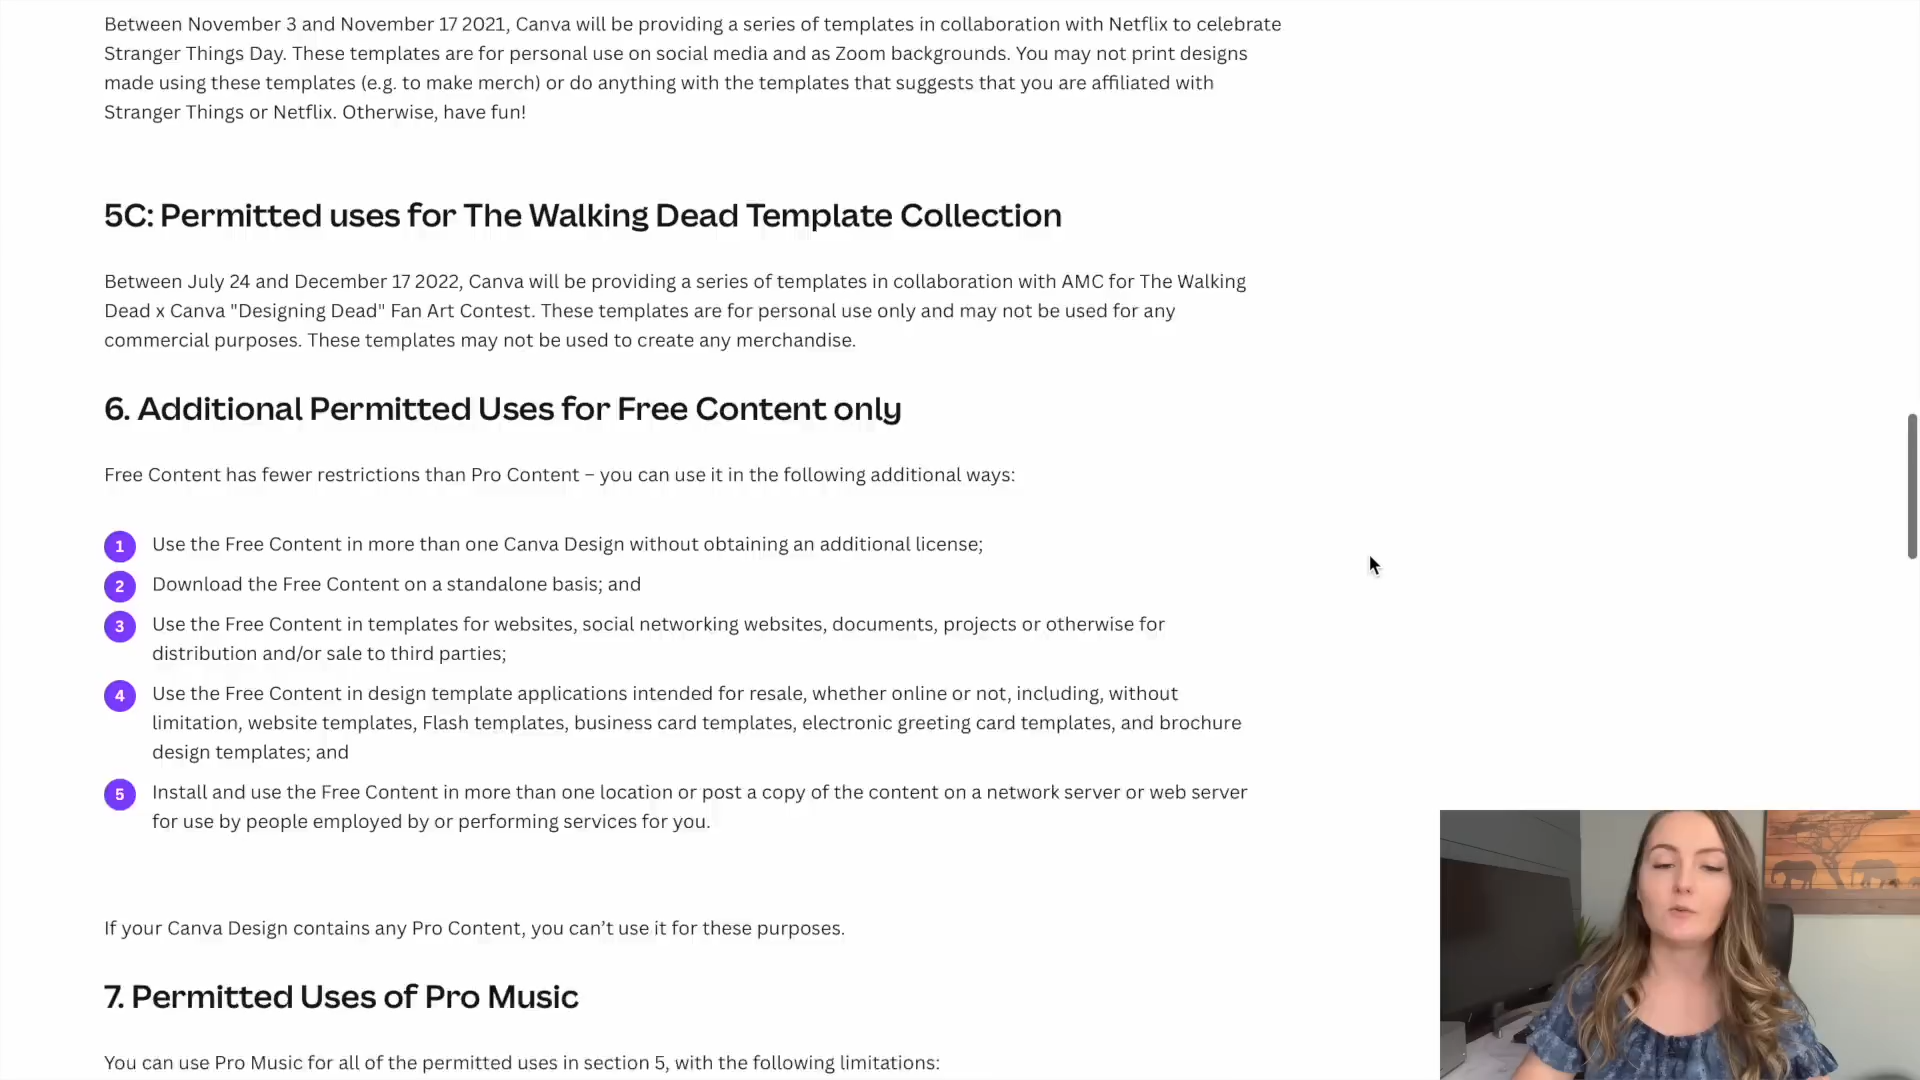 Between November 3 and November 17 2021, Canva will be providing a series of templates in collaboration with Netflix to celebrate
Stranger Things Day. These templates are for personal use on social media and as Zoom backgrounds. You may not print designs
made using these templates (e.g. to make merch) or do anything with the templates that suggests that you are affiliated with
Stranger Things or Netflix. Otherwise, have fun!
5C: Permitted uses for The Walking Dead Template Collection
Between July 24 and December 17 2022, Canva will be providing a series of templates in collaboration with AMC for The Walking
Dead x Canva "Designing Dead" Fan Art Contest. These templates are for personal use only and may not be used for any
commercial purposes. These templates may not be used to create any merchandise.
6. Additional Permitted Uses for Free Content only
Free Content has fewer restrictions than Pro Content – you can use it in the following additional ways:
1 Use the Free Content in more than one Canva Design without obtaining an additional license;
2 Download the Free Content on a standalone basis; and
3 Use the Free Content in templates for websites, social networking websites, documents, projects or otherwise for
distribution and/or sale to third parties;
4 Use the Free Content in design template applications intended for resale, whether online or not, including, without
limitation, website templates, Flash templates, business card templates, electronic greeting card templates, and brochure
design templates; and
5 Install and use the Free Content in more than one location or post a copy of the content on a network server or web server
for use by people employed by or performing services for you.
If your Canva Design contains any Pro Content, you can’t use it for these purposes.
7. Permitted Uses of Pro Music
You can use Pro Music for all of the permitted uses in section 5, with the following limitations: